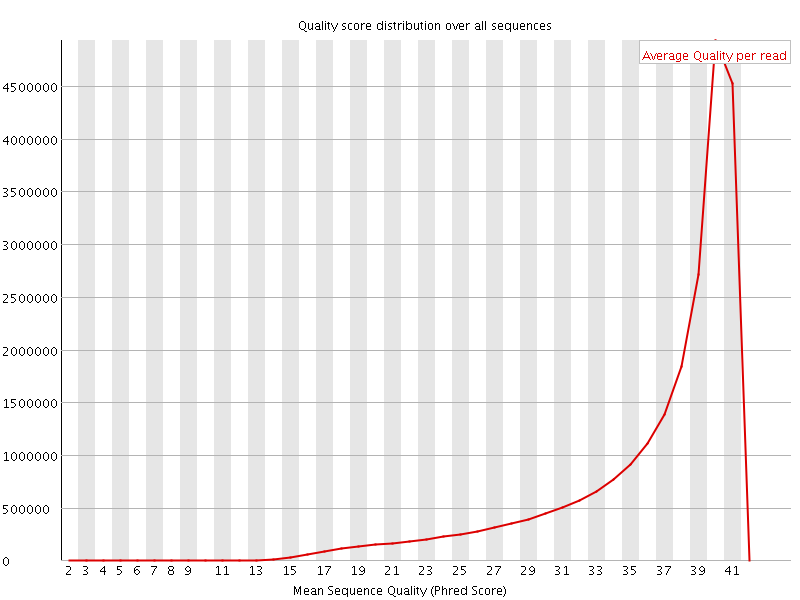 Quality score distribution over all sequences
Average Quality per read
4500000
4000000
3500000
3000000
2500000
2000000
1500000
1000000
500000
0
2 3 4 5 6 7 8 9 11 13 15 17 19 21 23 25 27 29 31 33 35 37 39 41
Mean Sequence Quality (Phred Score)